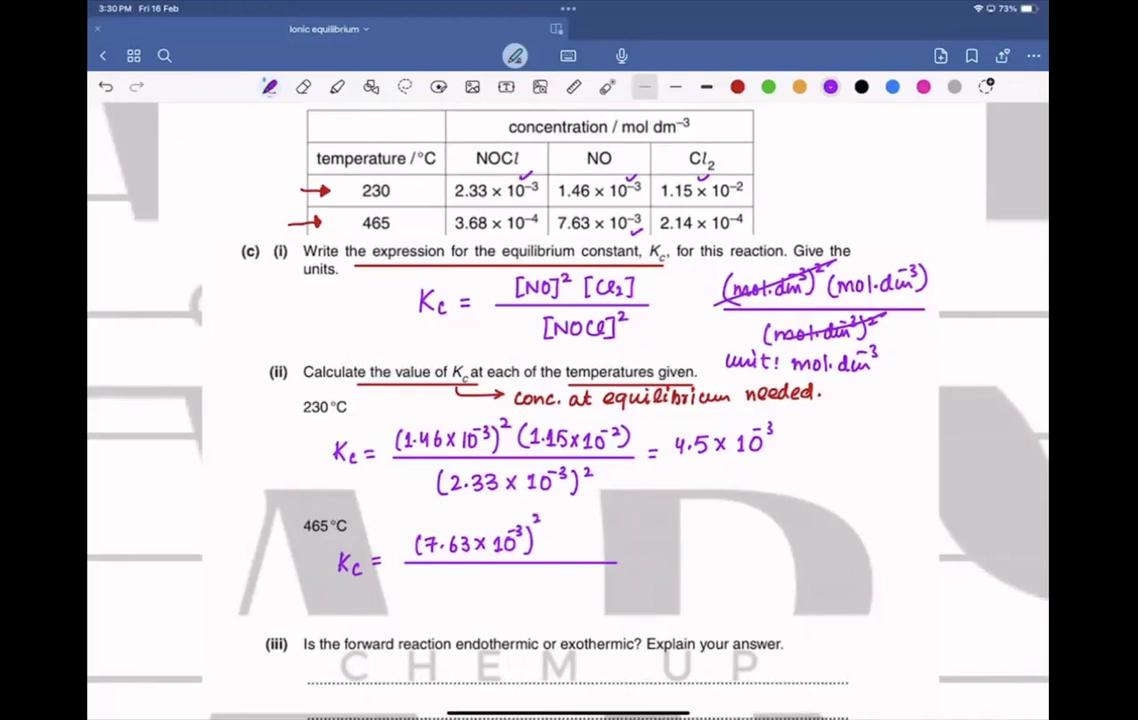 3:30 PM Fri 16 Feb
73%
Ionic equilibrium
concentration / mol dm⁻³
temperature /°C NOCl NO Cl₂
230 2.33 × 10⁻³ 1.46 × 10⁻³ 1.15 × 10⁻²
465 3.68 × 10⁻⁴ 7.63 × 10⁻³ 2.14 × 10⁻⁴
(c) (i) Write the expression for the equilibrium constant, Kc, for this reaction. Give the
units.
Kc = [NO]² [Cl₂]
[NOCl]²
(mol.dm⁻³)² (mol.dm⁻³)
(mol.dm⁻³)²
unit: mol.dm⁻³
(ii) Calculate the value of Kc at each of the temperatures given.
conc. at equilibrium needed.
230 °C
Kc = (1.46 × 10⁻³)² (1.15 × 10⁻²) = 4.5 × 10⁻³
(2.33 × 10⁻³)²
465 °C
Kc = (7.63 × 10⁻³)²
(iii) Is the forward reaction endothermic or exothermic? Explain your answer.
CHEM UP